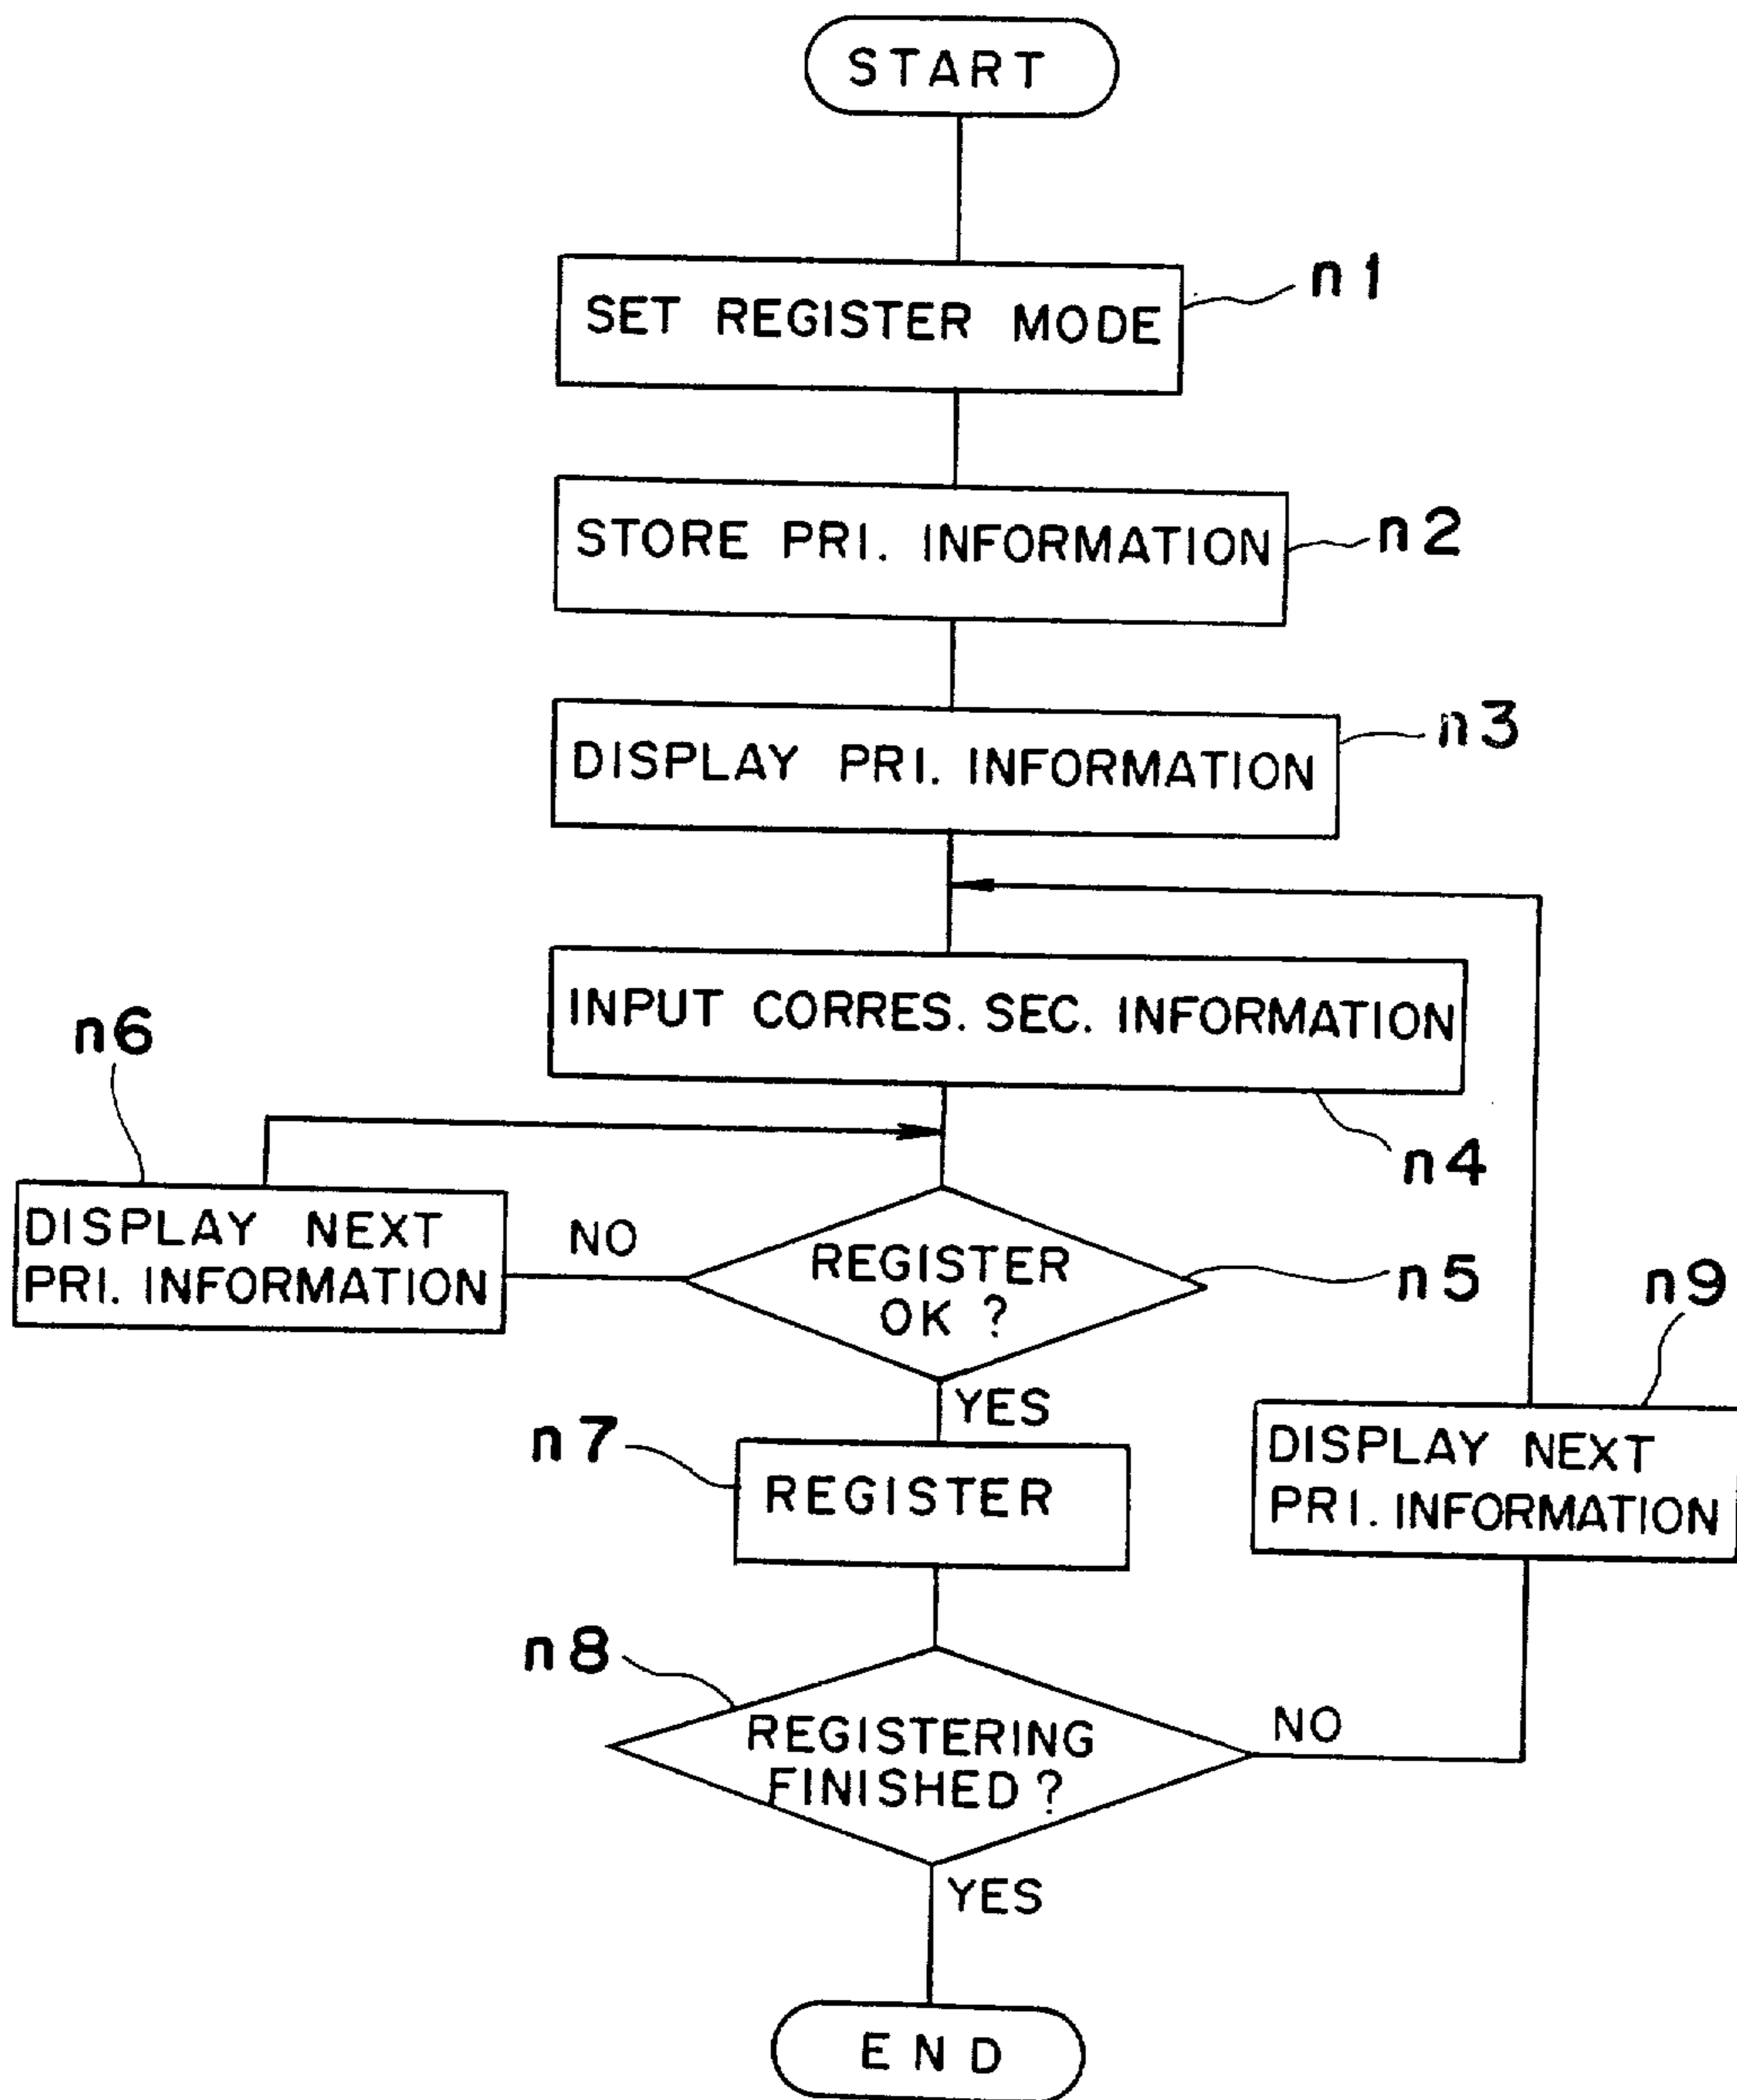 START
SET REGISTER MODE
n1
STORE PRI. INFORMATION
n2
DISPLAY PRI. INFORMATION
n3
INPUT CORRES. SEC. INFORMATION
n4
n6
DISPLAY NEXT
PRI. INFORMATION
NO
REGISTER
OK ?
n5
YES
n7
REGISTER
n9
DISPLAY NEXT
PRI. INFORMATION
n8
REGISTERING
FINISHED ?
NO
YES
END